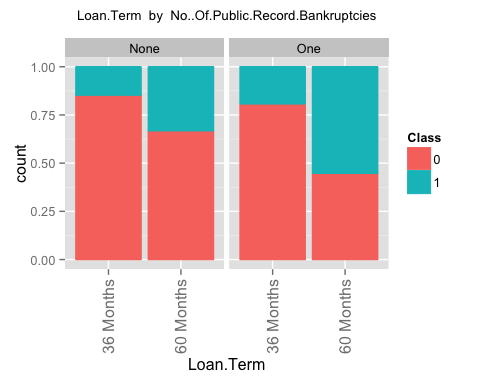 Loan.Term by No..Of.Public.Record.Bankruptcies
None One
1.00
0.75
0.50
0.25
0.00
count
36 Months 60 Months 36 Months 60 Months
Loan.Term
Class
0
1